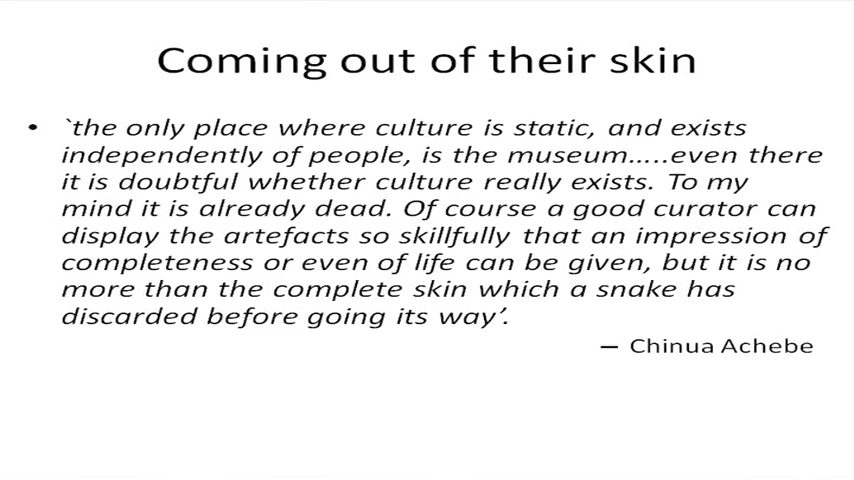 Coming out of their skin
• `the only place where culture is static, and exists
independently of people, is the museum.....even there
it is doubtful whether culture really exists. To my
mind it is already dead. Of course a good curator can
display the artefacts so skillfully that an impression of
completeness or even of life can be given, but it is no
more than the complete skin which a snake has
discarded before going its way’.
— Chinua Achebe